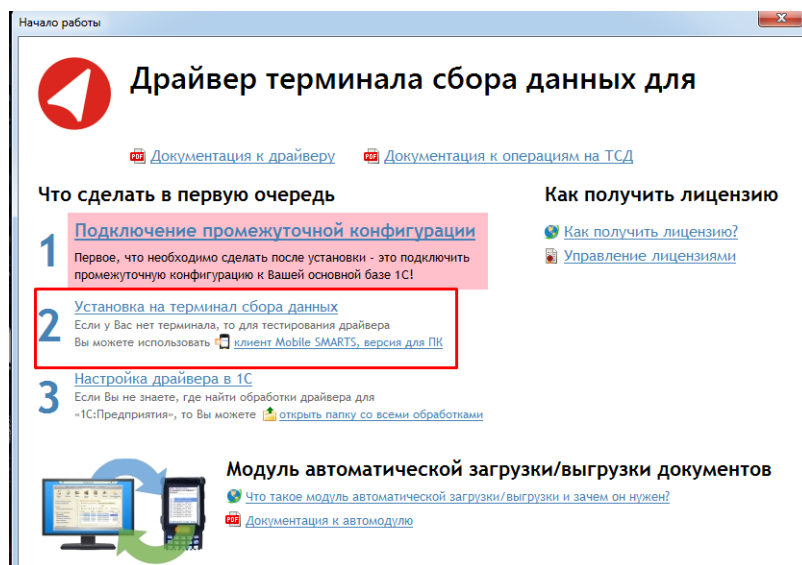 Начало работы
Драйвер терминала сбора данных для
PDF Документация к драйверу PDF Документация к операциям на ТСД
Что сделать в первую очередь
1 Подключение промежуточной конфигурации
Первое, что необходимо сделать после установки - это подключить
промежуточную конфигурацию к Вашей основной базе 1С!
2 Установка на терминал сбора данных
Если у Вас нет терминала, то для тестирования драйвера
Вы можете использовать клиент Mobile SMARTS, версия для ПК
3 Настройка драйвера в 1С
Если Вы не знаете, где найти обработки драйвера для
«1С:Предприятия», то Вы можете открыть папку со всеми обработками
Как получить лицензию
Как получить лицензию?
Управление лицензиями
Модуль автоматической загрузки/выгрузки документов
Что такое модуль автоматической загрузки/выгрузки и зачем он нужен?
PDF Документация к автомодулю